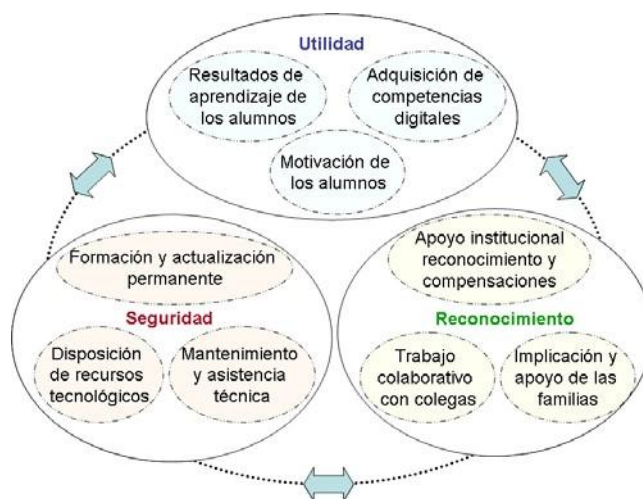 Utilidad
Resultados de
aprendizaje de
los alumnos
Adquisición de
competencias
digitales
Motivación de
los alumnos
Formación y actualización
permanente
Seguridad
Disposición
de recursos
tecnológicos
Mantenimiento
y asistencia
técnica
Apoyo institucional
reconocimiento y
compensaciones
Reconocimiento
Trabajo
colaborativo
con colegas
Implicación y
apoyo de las
familias